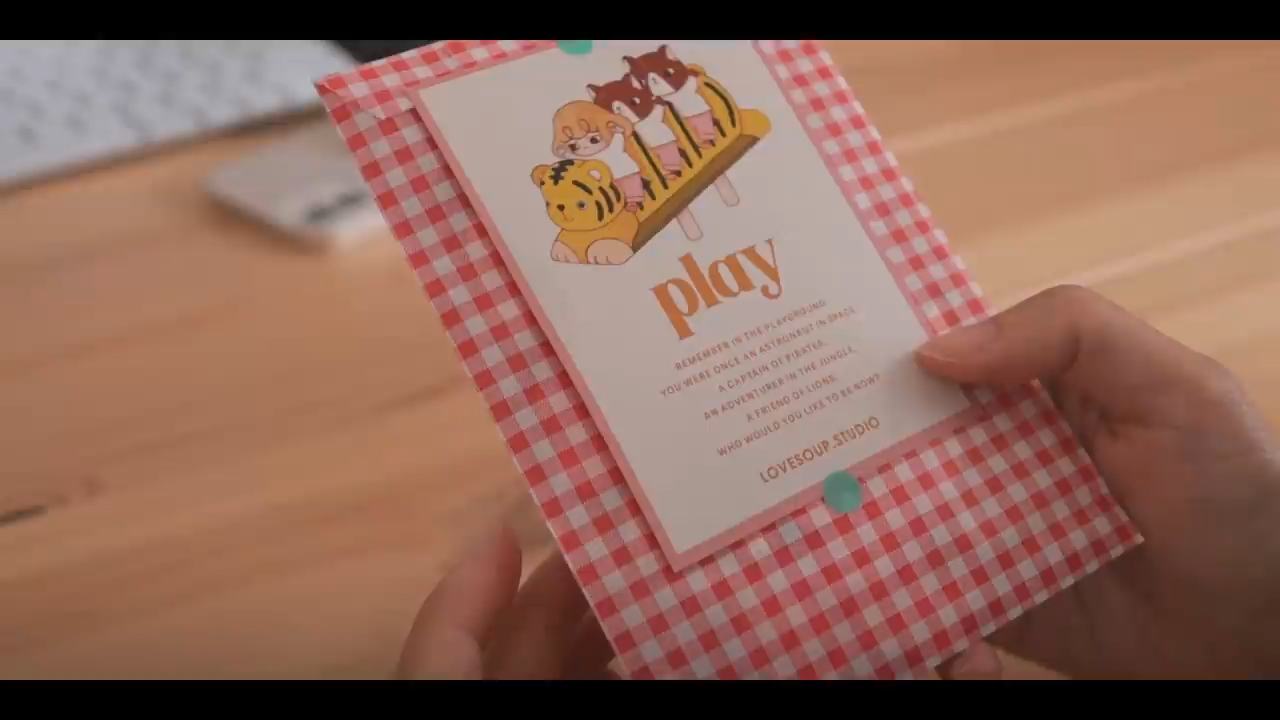 play
REMEMBER IN THE PLAYGROUND
YOU WERE ONCE AN ASTRONAUT IN SPACE
A CAPTAIN OF PIRATES,
AN ADVENTURER IN THE JUNGLE,
A FRIEND OF LIONS.
WHO WOULD YOU LIKE TO BE NOW?
LOVESOUP.STUDIO